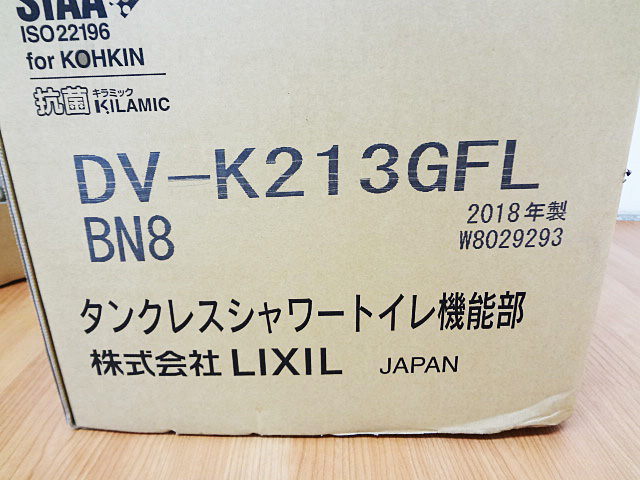 SIAA
ISO22196
for KOHKIN
抗菌 キラミック KILAMIC
DV-K213GFL
BN8
2018年製
W8029293
タンクレスシャワートイレ機能部
株式会社 LIXIL JAPAN